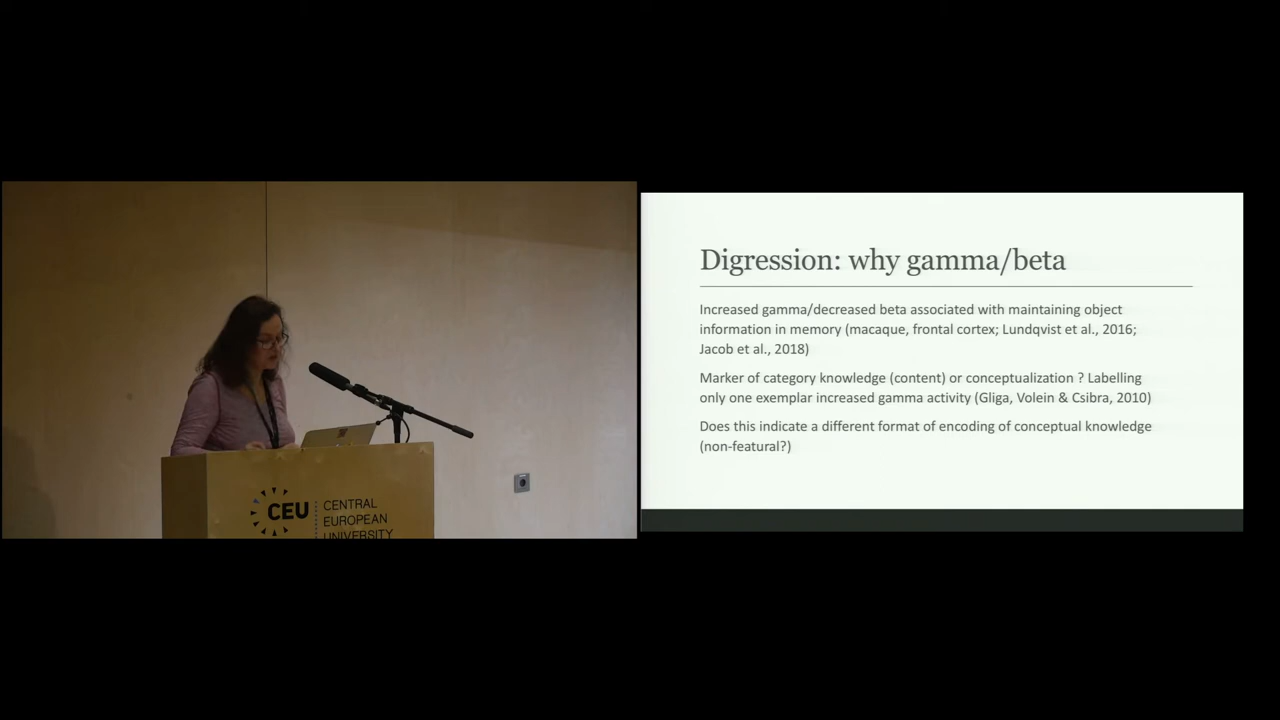 CEU
CENTRAL
EUROPEAN
UNIVERSITY
Digression: why gamma/beta
Increased gamma/decreased beta associated with maintaining object
information in memory (macaque, frontal cortex; Lundqvist et al., 2016;
Jacob et al., 2018)
Marker of category knowledge (content) or conceptualization ? Labelling
only one exemplar increased gamma activity (Gliga, Volein & Csibra, 2010)
Does this indicate a different format of encoding of conceptual knowledge
(non-featural?)